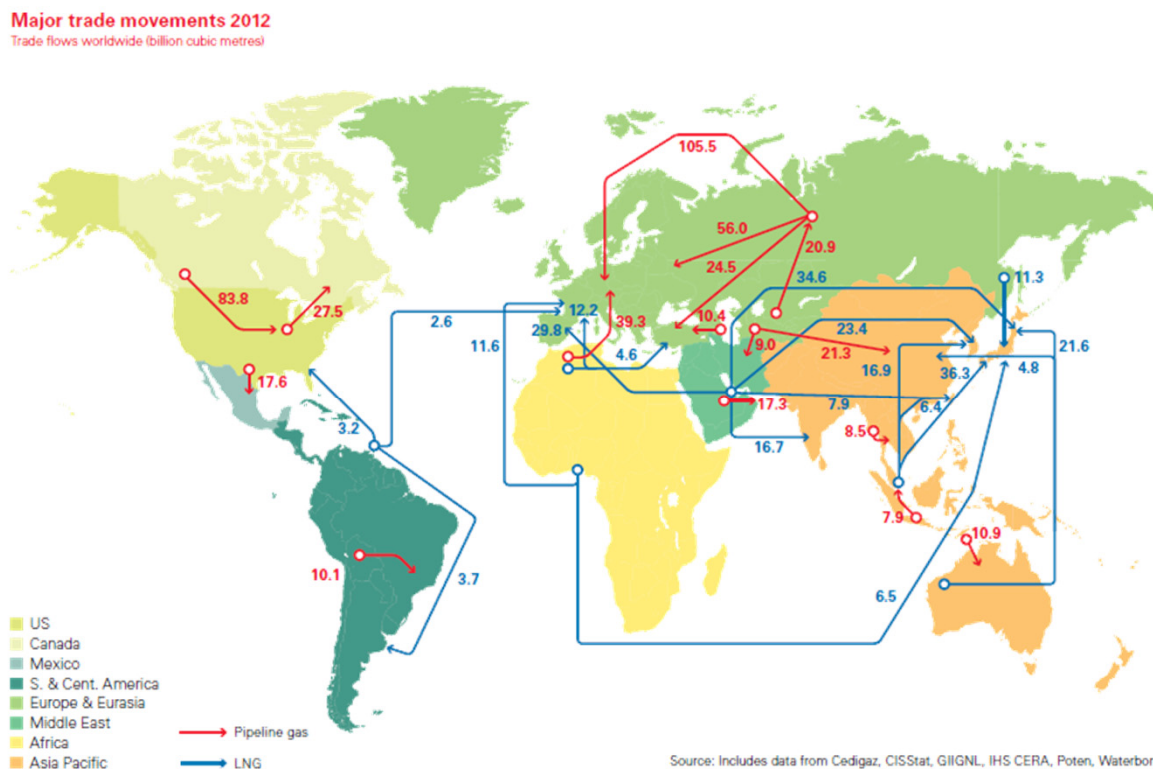 Major trade movements 2012
Trade flows worldwide (billion cubic metres)
105.5
56.0
20.9
24.5
34.6
11.3
83.8
27.5
2.6
12.2
39.3
10.4
23.4
29.8
11.6
4.6
9.0
21.3
21.6
17.6
16.9
36.3
4.8
17.3
7.9
6.4
3.2
16.7
8.5
7.9
10.9
10.1
3.7
6.5
US
Canada
Mexico
S. & Cent. America
Europe & Eurasia
Middle East
Africa
Asia Pacific
Pipeline gas
LNG
Source: Includes data from Cedigaz, CISStat, GIIGNL, IHS CERA, Poten, Waterbor